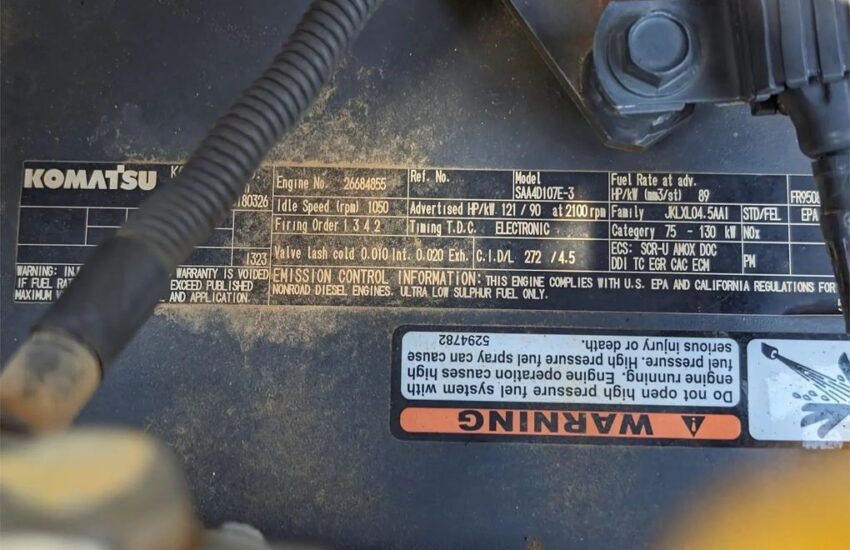 KOMATSU
180326
1323
Engine No. 26684855
Idle Speed (rpm) 1050
Firing Order 1 3 4 2
Valve lash cold 0.010 Int. 0.020 Exh.
Ref. No.
Model
SAA4D107E-3
Advertised HP/kW 121 / 90 at 2100 rpm
Timing T.D.C. ELECTRONIC
C.I.D/L 272 / 4.5
Fuel Rate at adv.
HP/kW (mm3/st) 89
Family JKLXL04.5AA1
Category 75 - 130 kW
ECS: SCR-U AMOX DOC
DDI TC EGR CAC ECM
STD/FEL EPA
NOx
PM
WARNING: WARRANTY IS VOIDED
IF FUEL EXCEED PUBLISHED
MAXIMUM AND APPLICATION.
EMISSION CONTROL INFORMATION: THIS ENGINE COMPLIES WITH U.S. EPA AND CALIFORNIA REGULATIONS FOR
NONROAD DIESEL ENGINES. ULTRA LOW SULPHUR FUEL ONLY.
WARNING
Do not open high pressure fuel system with
engine running. Engine operation causes high
fuel pressure. High pressure fuel spray can cause
serious injury or death.
5294782